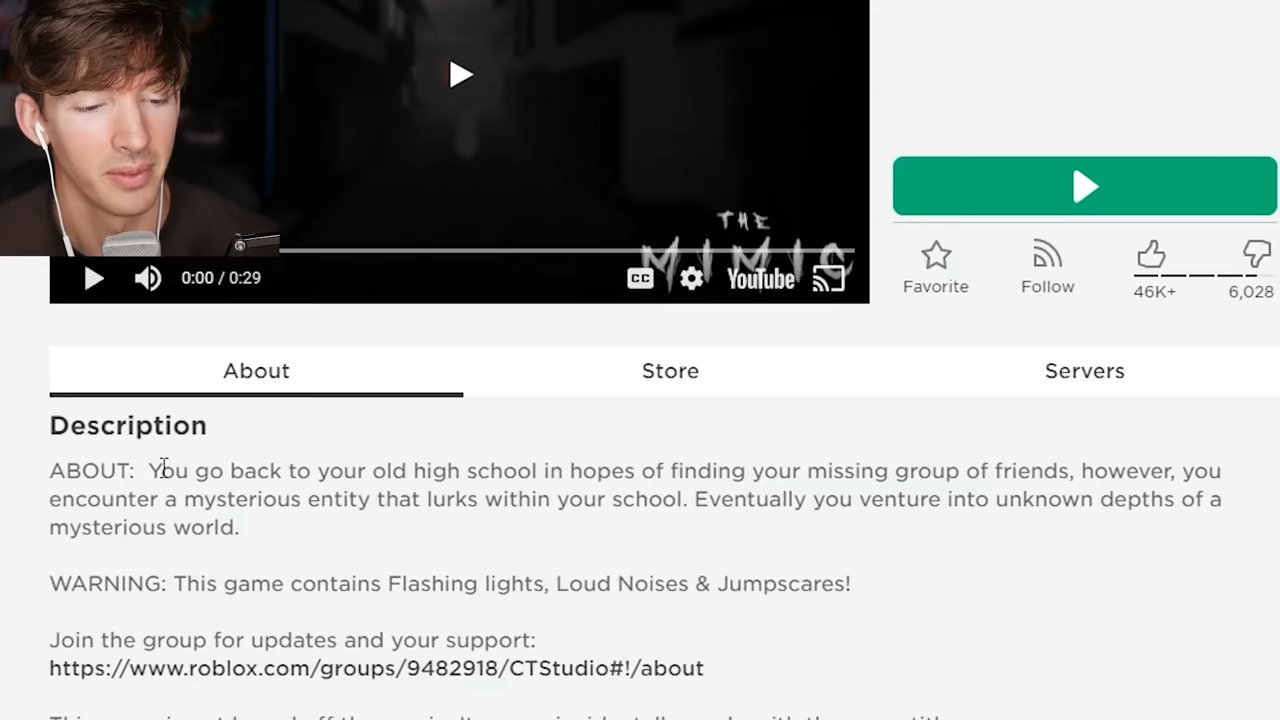 THE
MIMIC
0:00 / 0:29
CC
YouTube
Favorite
Follow
46K+
6,028
About
Store
Servers
Description
ABOUT:  You go back to your old high school in hopes of finding your missing group of friends, however, you
encounter a mysterious entity that lurks within your school. Eventually you venture into unknown depths of a
mysterious world.
WARNING: This game contains Flashing lights, Loud Noises & Jumpscares!
Join the group for updates and your support:
https://www.roblox.com/groups/9482918/CTStudio#!/about